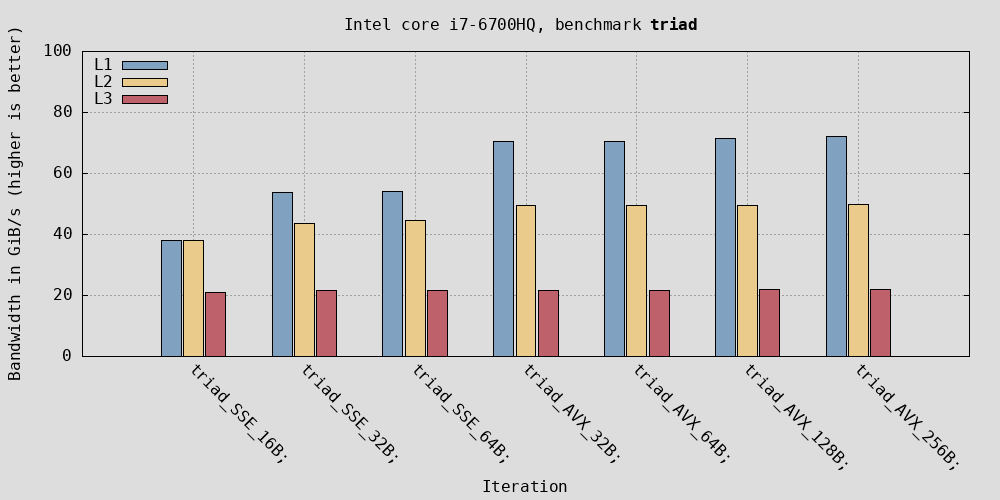 Intel core i7-6700HQ, benchmark triad
Bandwidth in GiB/s (higher is better)
100
80
60
40
20
0
L1
L2
L3
triad_SSE_16B;
triad_SSE_32B;
triad_SSE_64B;
triad_AVX_32B;
triad_AVX_64B;
triad_AVX_128B;
triad_AVX_256B;
Iteration